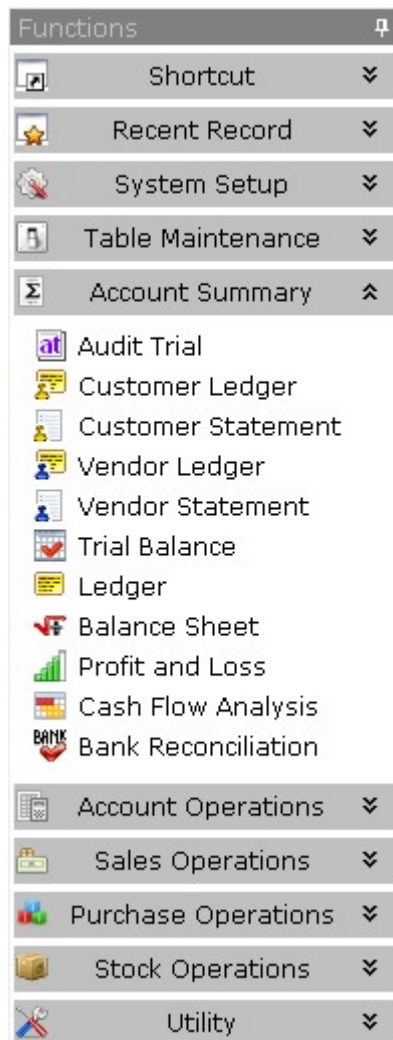 Functions
Shortcut
Recent Record
System Setup
Table Maintenance
Σ Account Summary
at Audit Trial
Customer Ledger
Customer Statement
Vendor Ledger
Vendor Statement
Trial Balance
Ledger
Balance Sheet
Profit and Loss
Cash Flow Analysis
BANK Bank Reconciliation
Account Operations
Sales Operations
Purchase Operations
Stock Operations
Utility